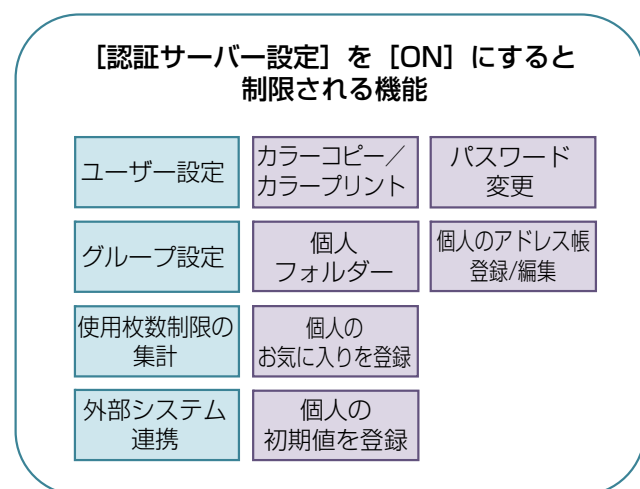 ［認証サーバー設定］を［ON］にすると
制限される機能
ユーザー設定
カラーコピー／
カラープリント
パスワード
変更
グループ設定
個人
フォルダー
個人のアドレス帳
登録/編集
使用枚数制限の
集計
個人の
お気に入りを登録
外部システム
連携
個人の
初期値を登録